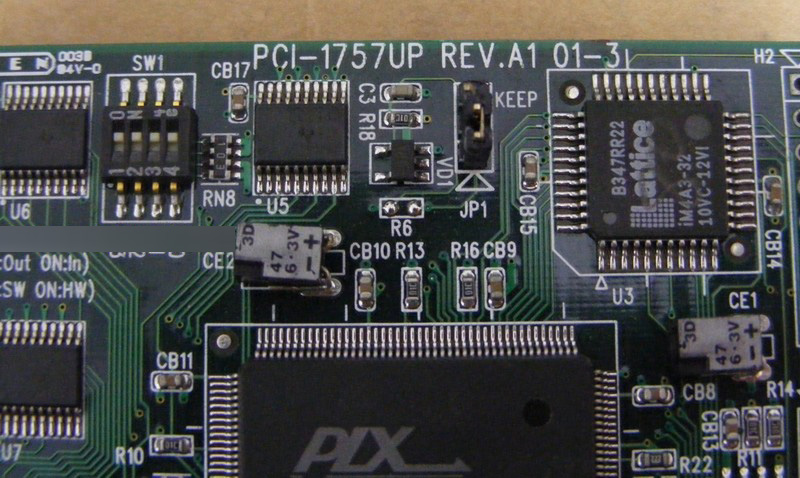 PCI-1757UP REV.A1 01-3
EN
94V-0
SW1
CB17
C3
R18
KEEP
H2
ON
1 2 3 4
RN8
U6
U5
VD1
JP1
R6
CB15
B347RR22
Lattice
iM4A3-32
10VC-12VI
CB14
U3
:Out ON:In)
:SW ON:HW)
CE2
3D
47
6.3V
+
-
CB10 R13
R16 CB9
CE1
3D
47
6.3V
CB11
CB8
R14
CB13
R11
R10
R22
U7
PLX